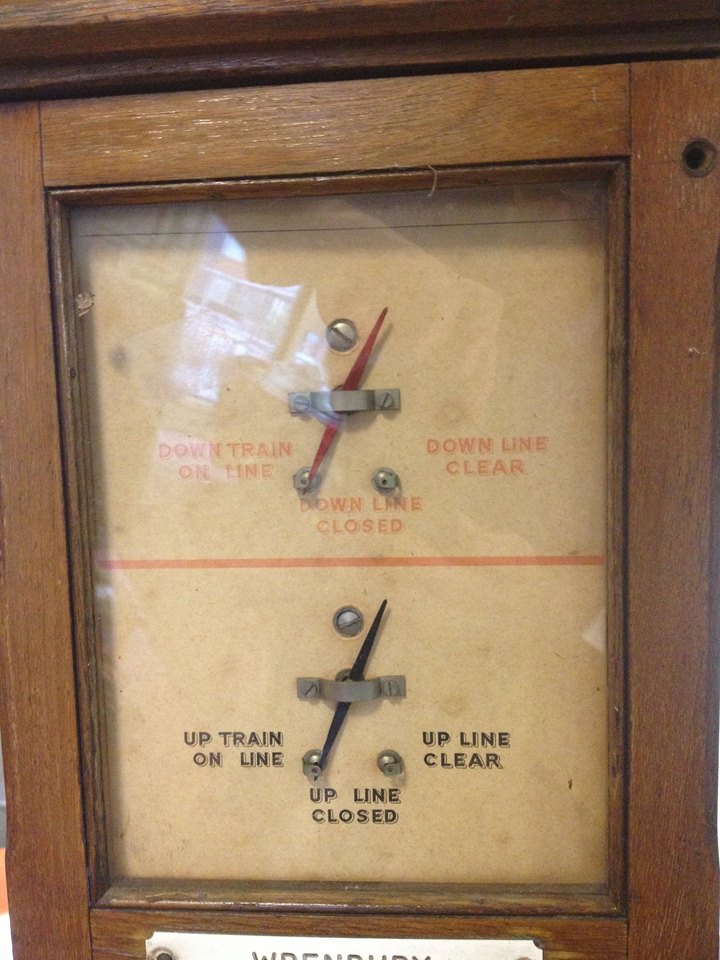 DOWN TRAIN
ON LINE
DOWN LINE
CLEAR
DOWN LINE
CLOSED
UP TRAIN
ON LINE
UP LINE
CLEAR
UP LINE
CLOSED
WRENBURY